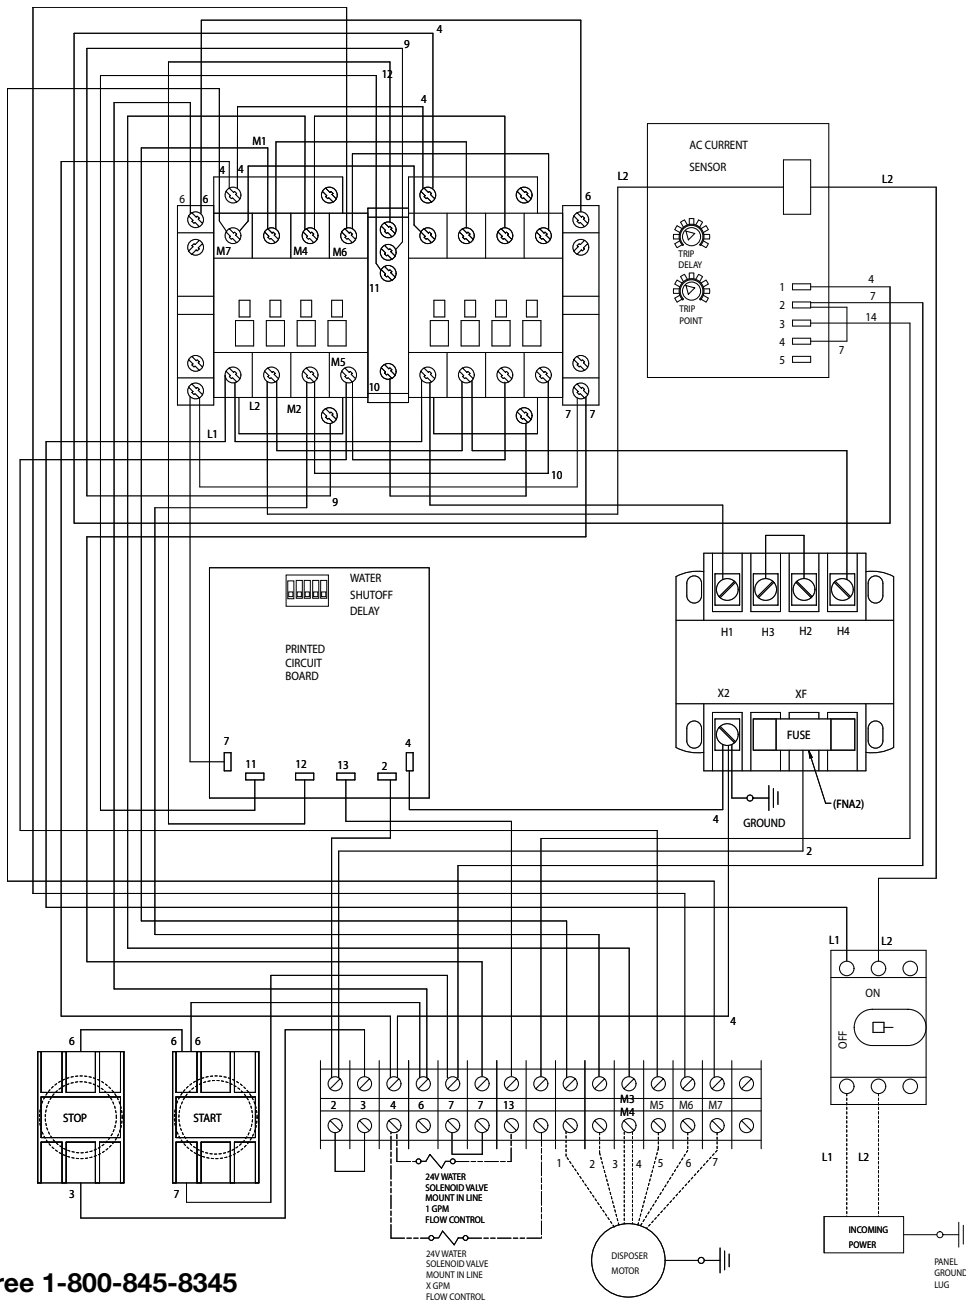 4
9
12
4
M1
4
4
6
6
6
M7
M4
M6
11
M5
10
L2
M2
L1
7
7
9
10
AC CURRENT
SENSOR
L2
L2
TRIP
DELAY
TRIP
POINT
1
2
3
4
5
4
7
14
7
WATER
SHUTOFF
DELAY
PRINTED
CIRCUIT
BOARD
7
11
12
13
2
4
H1
H3
H2
H4
X2
XF
FUSE
(FNA2)
GROUND
4
2
4
L1
L2
ON
OFF
L1
L2
INCOMING
POWER
PANEL
GROUND
LUG
6
6
6
STOP
START
3
7
2
3
4
6
7
7
13
M3
M4
M5
M6
M7
1
2
3
4
5
6
7
24V WATER
SOLENOID VALVE
MOUNT IN LINE
1 GPM
FLOW CONTROL
24V WATER
SOLENOID VALVE
MOUNT IN LINE
X GPM
FLOW CONTROL
DISPOSER
MOTOR
ree 1-800-845-8345